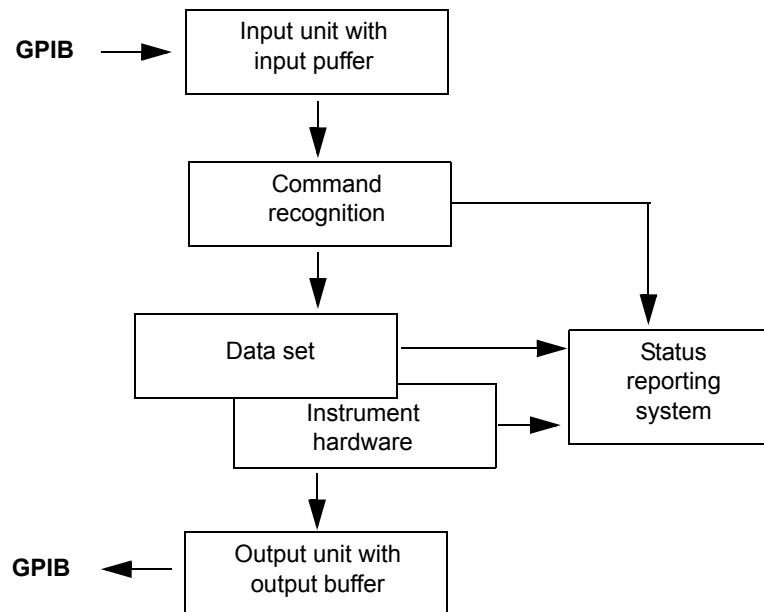 GPIB
Input unit with
input puffer
Command
recognition
Data set
Instrument
hardware
Status
reporting
system
GPIB
Output unit with
output buffer